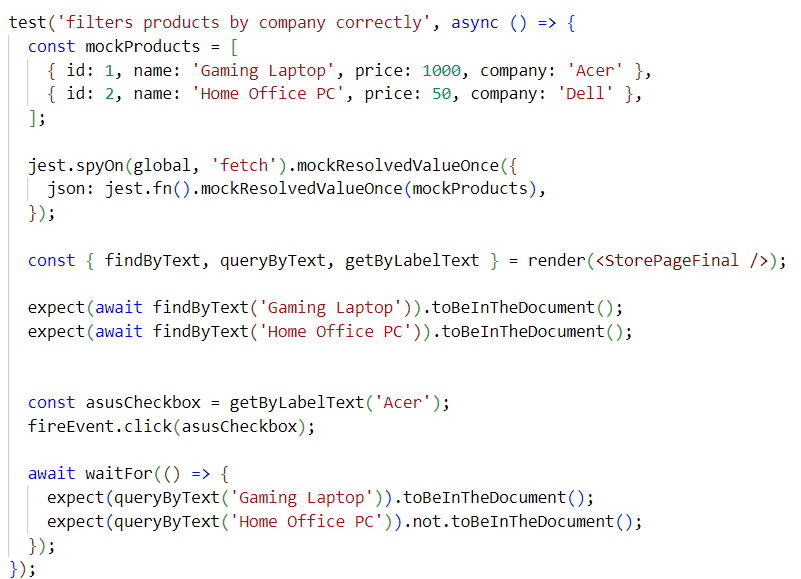 test('filters products by company correctly', async () => {
  const mockProducts = [
    { id: 1, name: 'Gaming Laptop', price: 1000, company: 'Acer' },
    { id: 2, name: 'Home Office PC', price: 50, company: 'Dell' },
  ];

  jest.spyOn(global, 'fetch').mockResolvedValueOnce({
    json: jest.fn().mockResolvedValueOnce(mockProducts),
  });

  const { findByText, queryByText, getByLabelText } = render(<StorePageFinal />);

  expect(await findByText('Gaming Laptop')).toBeInTheDocument();
  expect(await findByText('Home Office PC')).toBeInTheDocument();


  const asusCheckbox = getByLabelText('Acer');
  fireEvent.click(asusCheckbox);

  await waitFor(() => {
    expect(queryByText('Gaming Laptop')).toBeInTheDocument();
    expect(queryByText('Home Office PC')).not.toBeInTheDocument();
  });
});